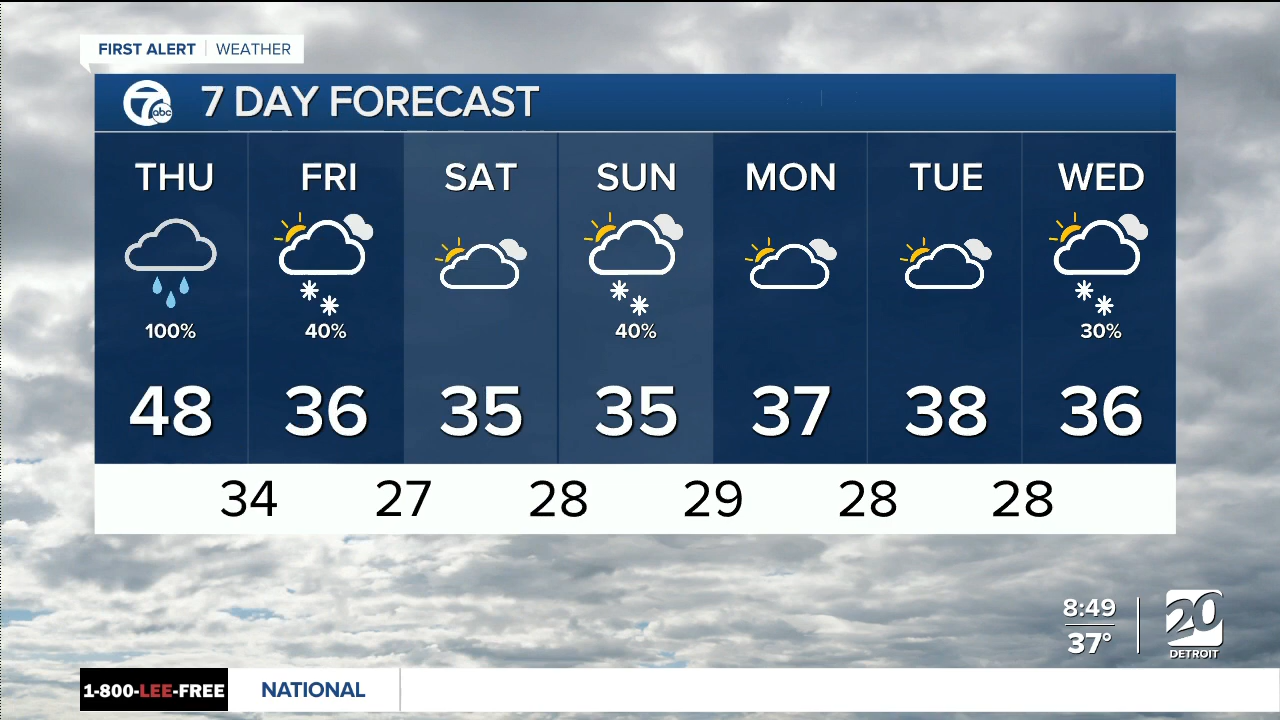 FIRST ALERT WEATHER
7 abc 7 DAY FORECAST
THU FRI SAT SUN MON TUE WED
100% 40% 40% 30%
48 36 35 35 37 38 36
34 27 28 29 28 28
8:49
37°
20
DETROIT
1-800-LEE-FREE NATIONAL